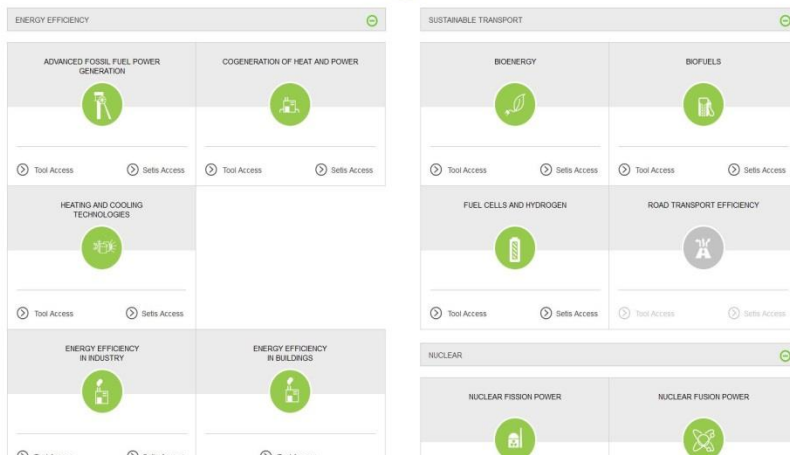 ENERGY EFFICIENCY
ADVANCED FOSSIL FUEL POWER
GENERATION
COGENERATION OF HEAT AND POWER
Tool Access
Setis Access
Tool Access
Setis Access
HEATING AND COOLING
TECHNOLOGIES
Tool Access
Setis Access
ENERGY EFFICIENCY
IN INDUSTRY
ENERGY EFFICIENCY
IN BUILDINGS
SUSTAINABLE TRANSPORT
BIOENERGY
BIOFUELS
Tool Access
Setis Access
Tool Access
Setis Access
FUEL CELLS AND HYDROGEN
ROAD TRANSPORT EFFICIENCY
Tool Access
Setis Access
Tool Access
Setis Access
NUCLEAR
NUCLEAR FISSION POWER
NUCLEAR FUSION POWER